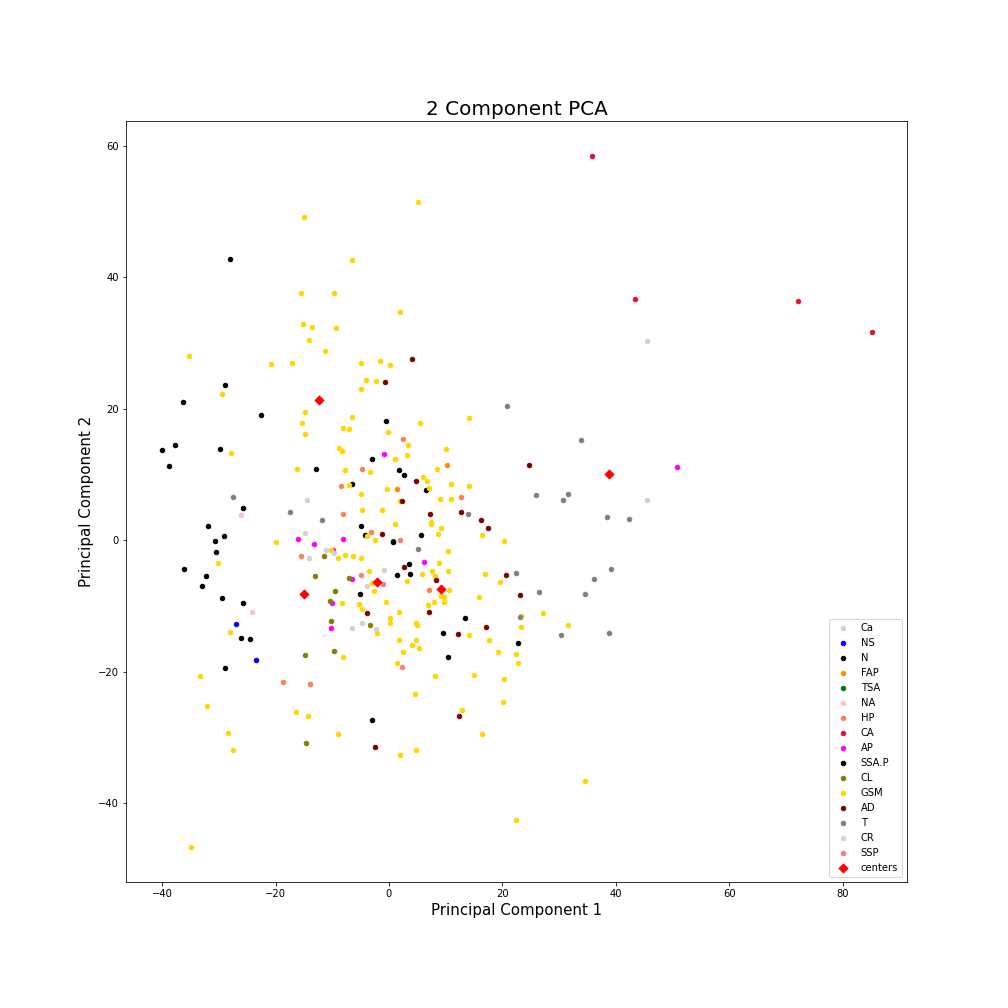 2 Component PCA
60
40
20
0
−20
−40
Principal Component 2
−40
−20
0
20
40
60
80
Principal Component 1
Ca
NS
N
FAP
TSA
NA
HP
CA
AP
SSA.P
CL
GSM
AD
T
CR
SSP
centers